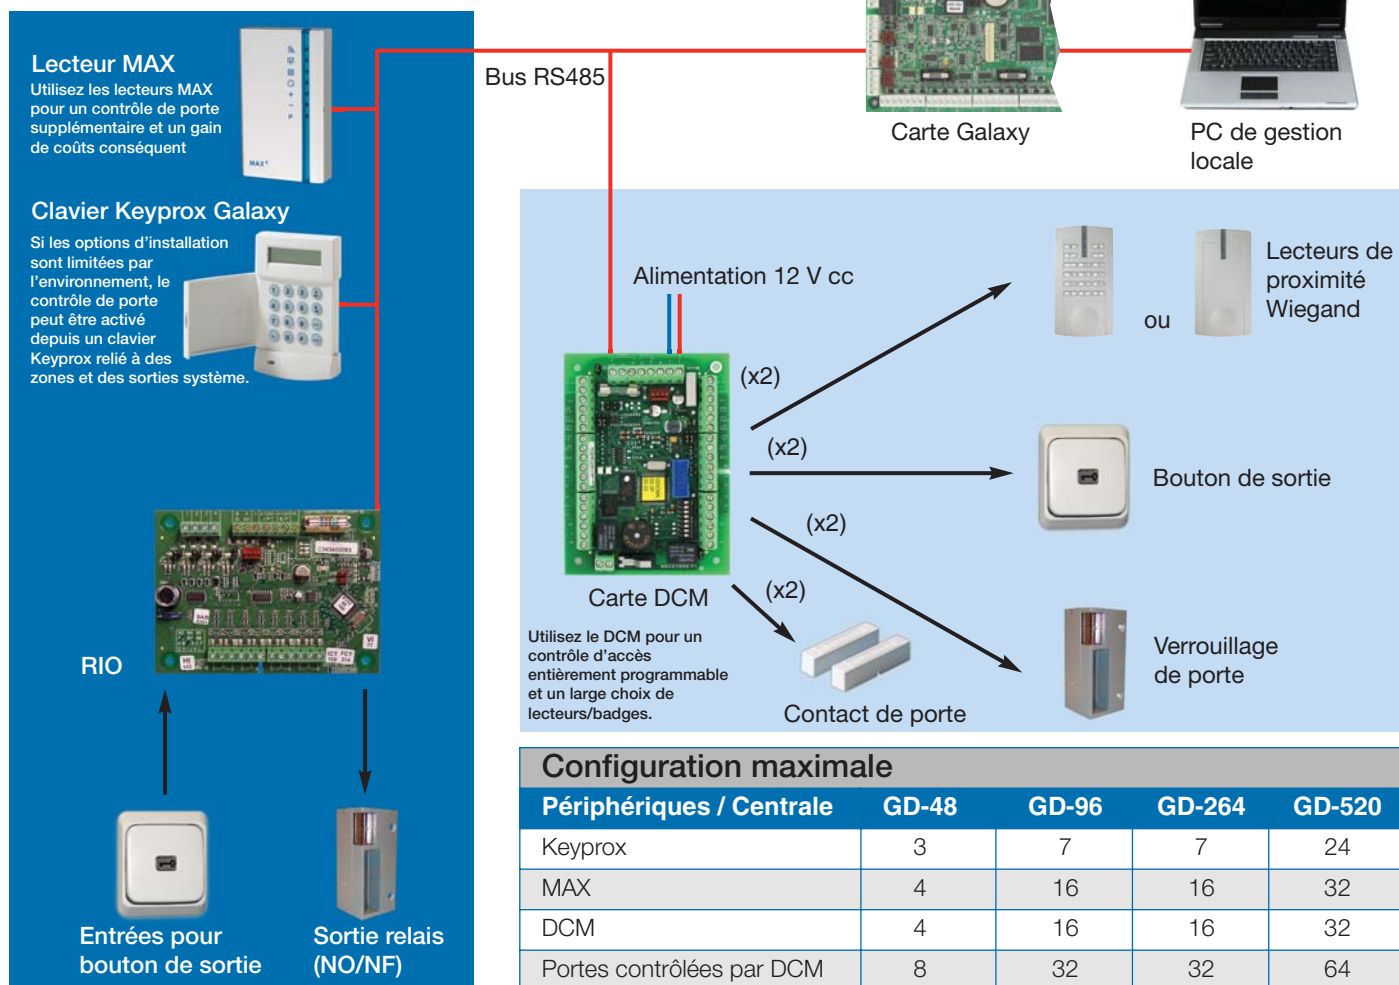 Lecteur MAX
Utilisez les lecteurs MAX
pour un contrôle de porte
supplémentaire et un gain
de coûts conséquent
MAX
Clavier Keyprox Galaxy
Si les options d'installation
sont limitées par
l'environnement, le
contrôle de porte
peut être activé
depuis un clavier
Keyprox relié à des
zones et des sorties système.
RIO
Entrées pour
bouton de sortie
Sortie relais
(NO/NF)
Bus RS485
Carte Galaxy
PC de gestion
locale
Alimentation 12 V cc
(x2)
(x2)
(x2)
(x2)
Carte DCM
Utilisez le DCM pour un
contrôle d'accès
entièrement programmable
et un large choix de
lecteurs/badges.
ou
Lecteurs de
proximité
Wiegand
Bouton de sortie
Verrouillage
de porte
Contact de porte
Configuration maximale
Périphériques / Centrale GD-48 GD-96 GD-264 GD-520
Keyprox 3 7 7 24
MAX 4 16 16 32
DCM 4 16 16 32
Portes contrôlées par DCM 8 32 32 64